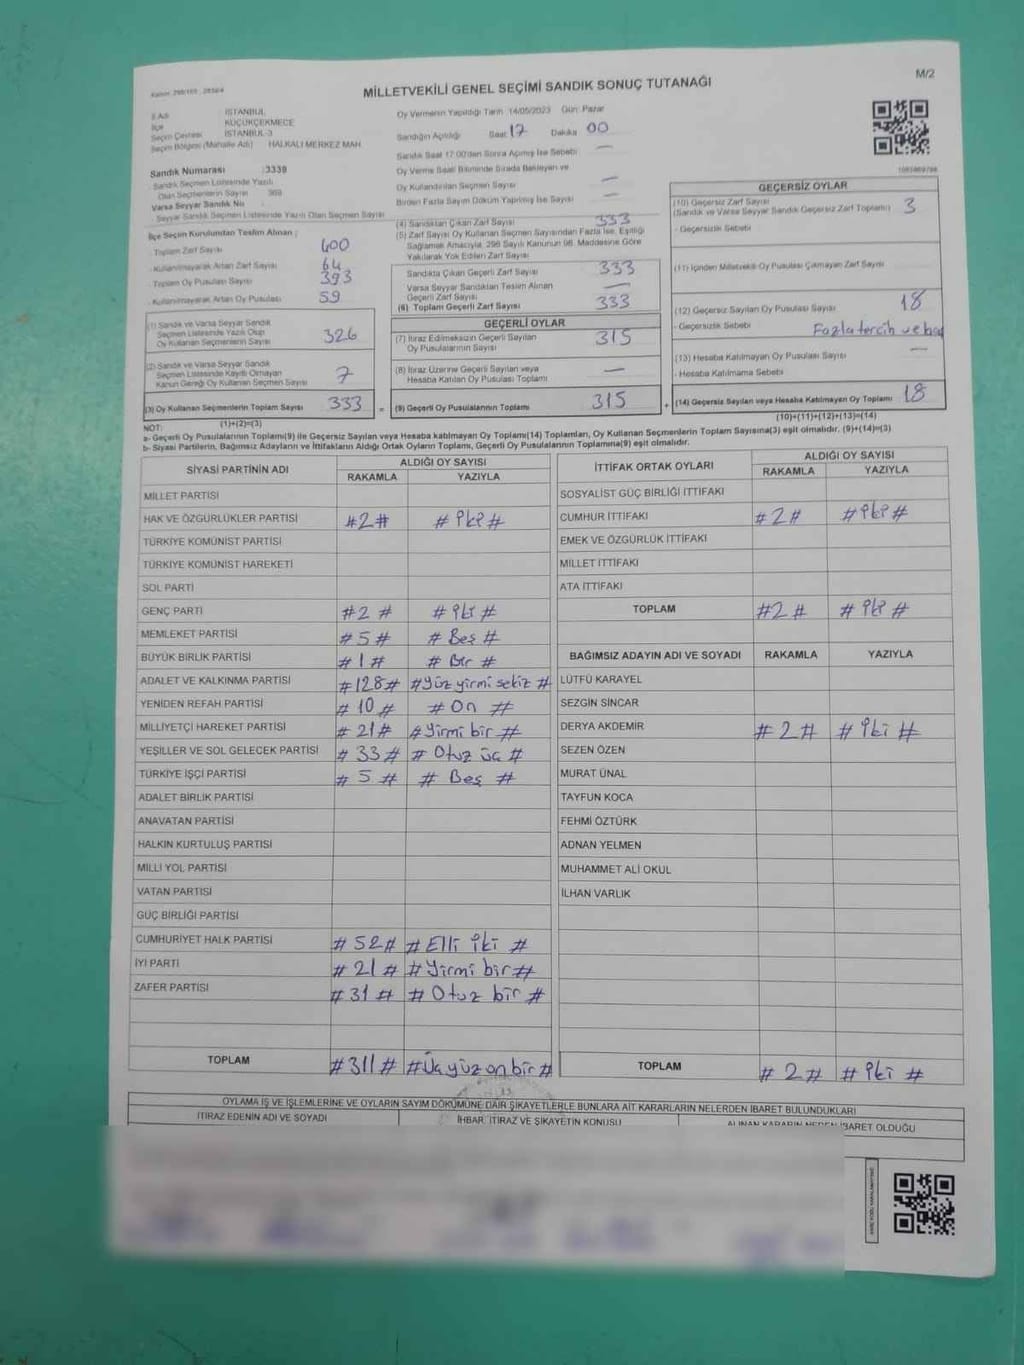 MİLLETVEKİLİ GENEL SEÇİMİ SANDIK SONUÇ TUTANAĞI
M/2
İl Adı İSTANBUL
İlçe KÜÇÜKÇEKMECE
Seçim Çevresi İSTANBUL-3
Seçim Bölgesi (Mahalle Adı) HALKALI MERKEZ MAH
Sandık Numarası :3339
Sandık Seçmen Listesinde Yazılı
Olan Seçmenlerin Sayısı
Varsa Seyyar Sandık No
Seyyar Sandık Seçmen Listesinde Yazılı Olan Seçmen Sayısı
İlçe Seçim Kurulundan Teslim Alınan ;
Toplam Zarf Sayısı 400
Kullanılmayarak Artan Zarf Sayısı 64
Toplam Oy Pusulası Sayısı 393
Kullanılmayarak Artan Oy Pusulası 59
(1) Sandık ve Varsa Seyyar Sandık
Seçmen Listesinde Yazılı Olup
Oy Kullanan Seçmenlerin Sayısı 326
(2) Sandık ve Varsa Seyyar Sandık
Seçmen Listesinde Kayıtlı Olmayan
Kanun Gereği Oy Kullanan Seçmen Sayısı 7
(3) Oy Kullanan Seçmenlerin Toplam Sayısı 333
(1)+(2)=(3)
Oy Vermenin Yapıldığı Tarih 14/05/2023 Gün: Pazar
Sandığın Açıldığı Saat 17 Dakika 00
Sandık Saat 17:00'den Sonra Açılmış İse Sebebi —
Oy Verme Saati Bitiminde Sırada Bekleyen ve
Oy Kullandırılan Seçmen Sayısı —
Birden Fazla Sayım Döküm Yapılmış İse Sayısı —
(4) Sandıktan Çıkan Zarf Sayısı 333
(5) Zarf Sayısı Oy Kullanan Seçmen Sayısından Fazla İse, Eşitliği
Sağlamak Amacıyla, 298 Sayılı Kanunun 98. Maddesine Göre
Yakılarak Yok Edilen Zarf Sayısı
Sandıkta Çıkan Geçerli Zarf Sayısı 333
Varsa Seyyar Sandıktan Teslim Alınan
Geçerli Zarf Sayısı —
(6) Toplam Geçerli Zarf Sayısı 333
GEÇERLİ OYLAR
(7) İtiraz Edilmeksizin Geçerli Sayılan
Oy Pusulalarının Sayısı 315
(8) İtiraz Üzerine Geçerli Sayılan veya
Hesaba Katılan Oy Pusulası Toplamı —
= (9) Geçerli Oy Pusulalarının Toplamı 315
GEÇERSİZ OYLAR
(10) Geçersiz Zarf Sayısı
(Sandık ve Varsa Seyyar Sandık Geçersiz Zarf Toplamı) 3
- Geçersizlik Sebebi
(11) İçinden Milletvekili Oy Pusulası Çıkmayan Zarf Sayısı
(12) Geçersiz Sayılan Oy Pusulası Sayısı 18
- Geçersizlik Sebebi Fazla tercih ve
(13) Hesaba Katılmayan Oy Pusulası Sayısı —
- Hesaba Katılmama Sebebi
+ (14) Geçersiz Sayılan veya Hesaba Katılmayan Oy Toplamı 18
(10)+(11)+(12)+(13)=(14)
NOT:
a- Geçerli Oy Pusulalarının Toplamı(9) ile Geçersiz Sayılan veya Hesaba katılmayan Oy Toplamı(14) Toplamları, Oy Kullanan Seçmenlerin Toplam Sayısına(3) eşit olmalıdır. (9)+(14)=(3)
b- Siyasi Partilerin, Bağımsız Adayların ve İttifakların Aldığı Ortak Oyların Toplamı, Geçerli Oy Pusulalarının Toplamına(9) eşit olmalıdır.
SİYASİ PARTİNİN ADI
ALDIĞI OY SAYISI
RAKAMLA YAZIYLA
MİLLET PARTİSİ
HAK VE ÖZGÜRLÜKLER PARTİSİ #2# #İki#
TÜRKİYE KOMÜNİST PARTİSİ
TÜRKİYE KOMÜNİST HAREKETİ
SOL PARTİ
GENÇ PARTİ #2# #İki#
MEMLEKET PARTİSİ #5# #Beş#
BÜYÜK BİRLİK PARTİSİ #1# #Bir#
ADALET VE KALKINMA PARTİSİ #128# #Yüz yirmi sekiz#
YENİDEN REFAH PARTİSİ #10# #On#
MİLLİYETÇİ HAREKET PARTİSİ #21# #Yirmi bir#
YEŞİLLER VE SOL GELECEK PARTİSİ #33# #Otuz üç#
TÜRKİYE İŞÇİ PARTİSİ #5# #Beş#
ADALET BİRLİK PARTİSİ
ANAVATAN PARTİSİ
HALKIN KURTULUŞ PARTİSİ
MİLLİ YOL PARTİSİ
VATAN PARTİSİ
GÜÇ BİRLİĞİ PARTİSİ
CUMHURİYET HALK PARTİSİ #52# #Elli iki#
İYİ PARTİ #21# #Yirmi bir#
ZAFER PARTİSİ #31# #Otuz bir#
TOPLAM #311# #Üç yüz on bir#
İTTİFAK ORTAK OYLARI
ALDIĞI OY SAYISI
RAKAMLA YAZIYLA
SOSYALİST GÜÇ BİRLİĞİ İTTİFAKI
CUMHUR İTTİFAKI #2# #İki#
EMEK VE ÖZGÜRLÜK İTTİFAKI
MİLLET İTTİFAKI
ATA İTTİFAKI
TOPLAM #2# #İki#
BAĞIMSIZ ADAYIN ADI VE SOYADI RAKAMLA YAZIYLA
LÜTFÜ KARAYEL
SEZGİN SİNCAR
DERYA AKDEMİR #2# #İki#
SEZEN ÖZEN
MURAT ÜNAL
TAYFUN KOCA
FEHMİ ÖZTÜRK
ADNAN YELMEN
MUHAMMET ALİ OKUL
İLHAN VARLIK
TOPLAM #2# #İki#
OYLAMA İŞ VE İŞLEMLERİNE VE OYLARIN SAYIM DÖKÜMÜNE DAİR ŞİKAYETLERLE BUNLARA AİT KARARLARIN NELERDEN İBARET BULUNDUKLARI
İTİRAZ EDENİN ADI VE SOYADI
İHBAR, İTİRAZ VE ŞİKAYETİN KONUSU
ALINAN KARARIN NEDEN İBARET OLDUĞU